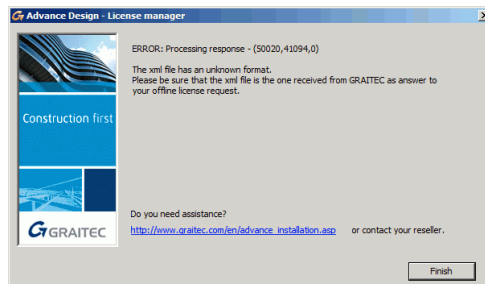 Advance Design - License manager
ERROR: Processing response - (50020,41094,0)
The xml file has an unknown format.
Please be sure that the xml file is the one received from GRAITEC as answer to
your offline license request.
Construction first
Do you need assistance?
http://www.graitec.com/en/advance_installation.asp or contact your reseller.
GRAITEC
Finish